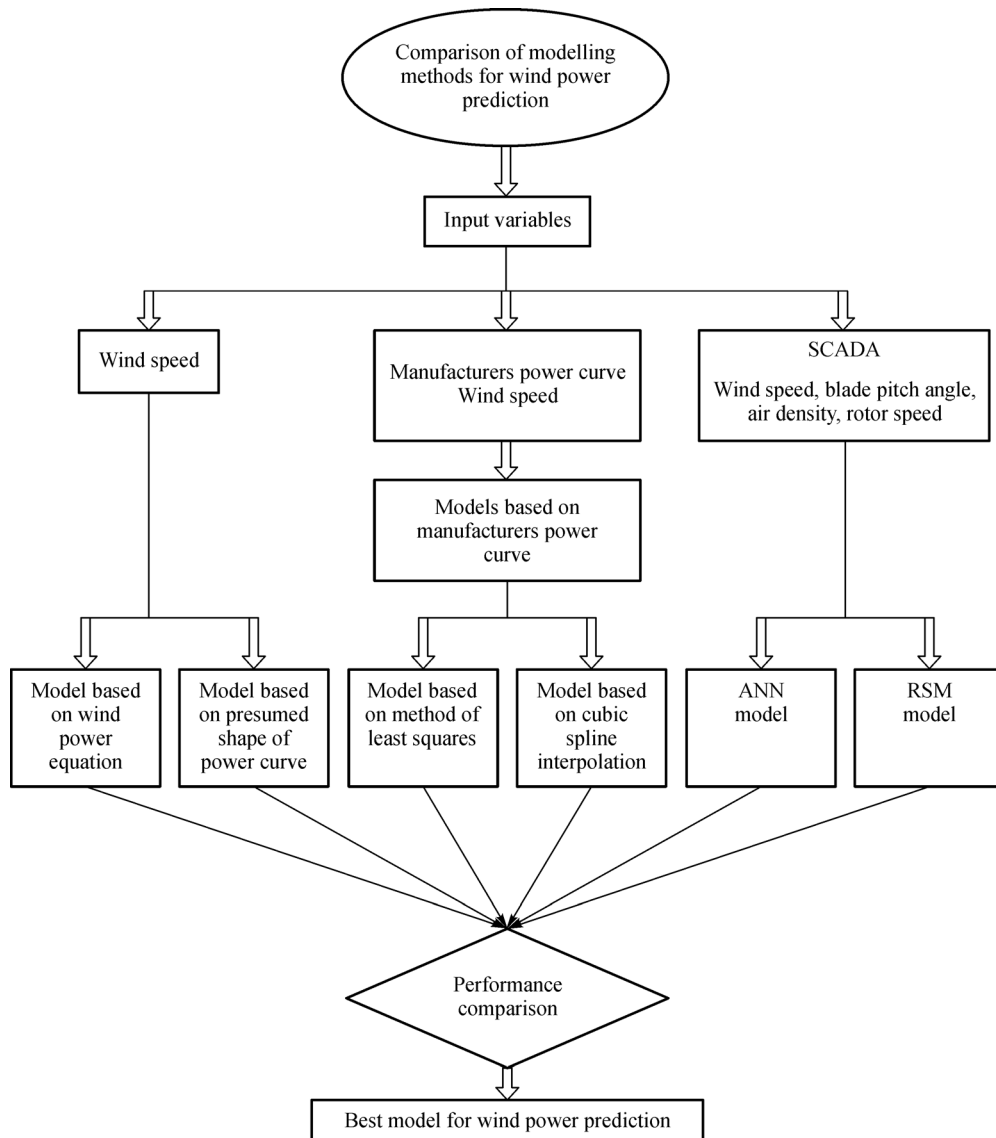 Comparison of modelling
methods for wind power
prediction
Input variables
Wind speed
Manufacturers power curve
Wind speed
SCADA
Wind speed, blade pitch angle,
air density, rotor speed
Models based on
manufacturers power
curve
Model based
on wind
power
equation
Model based
on presumed
shape of
power curve
Model based
on method of
least squares
Model based
on cubic
spline
interpolation
ANN
model
RSM
model
Performance
comparison
Best model for wind power prediction